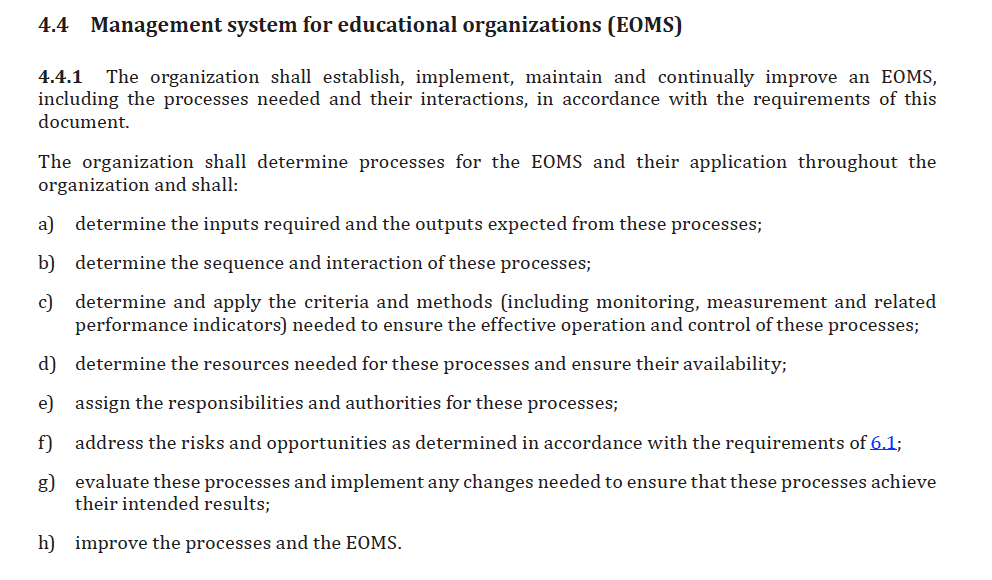 4.4 Management system for educational organizations (EOMS)
4.4.1 The organization shall establish, implement, maintain and continually improve an EOMS,
including the processes needed and their interactions, in accordance with the requirements of this
document.
The organization shall determine processes for the EOMS and their application throughout the
organization and shall:
a) determine the inputs required and the outputs expected from these processes;
b) determine the sequence and interaction of these processes;
c) determine and apply the criteria and methods (including monitoring, measurement and related
performance indicators) needed to ensure the effective operation and control of these processes;
d) determine the resources needed for these processes and ensure their availability;
e) assign the responsibilities and authorities for these processes;
f) address the risks and opportunities as determined in accordance with the requirements of 6.1;
g) evaluate these processes and implement any changes needed to ensure that these processes achieve
their intended results;
h) improve the processes and the EOMS.